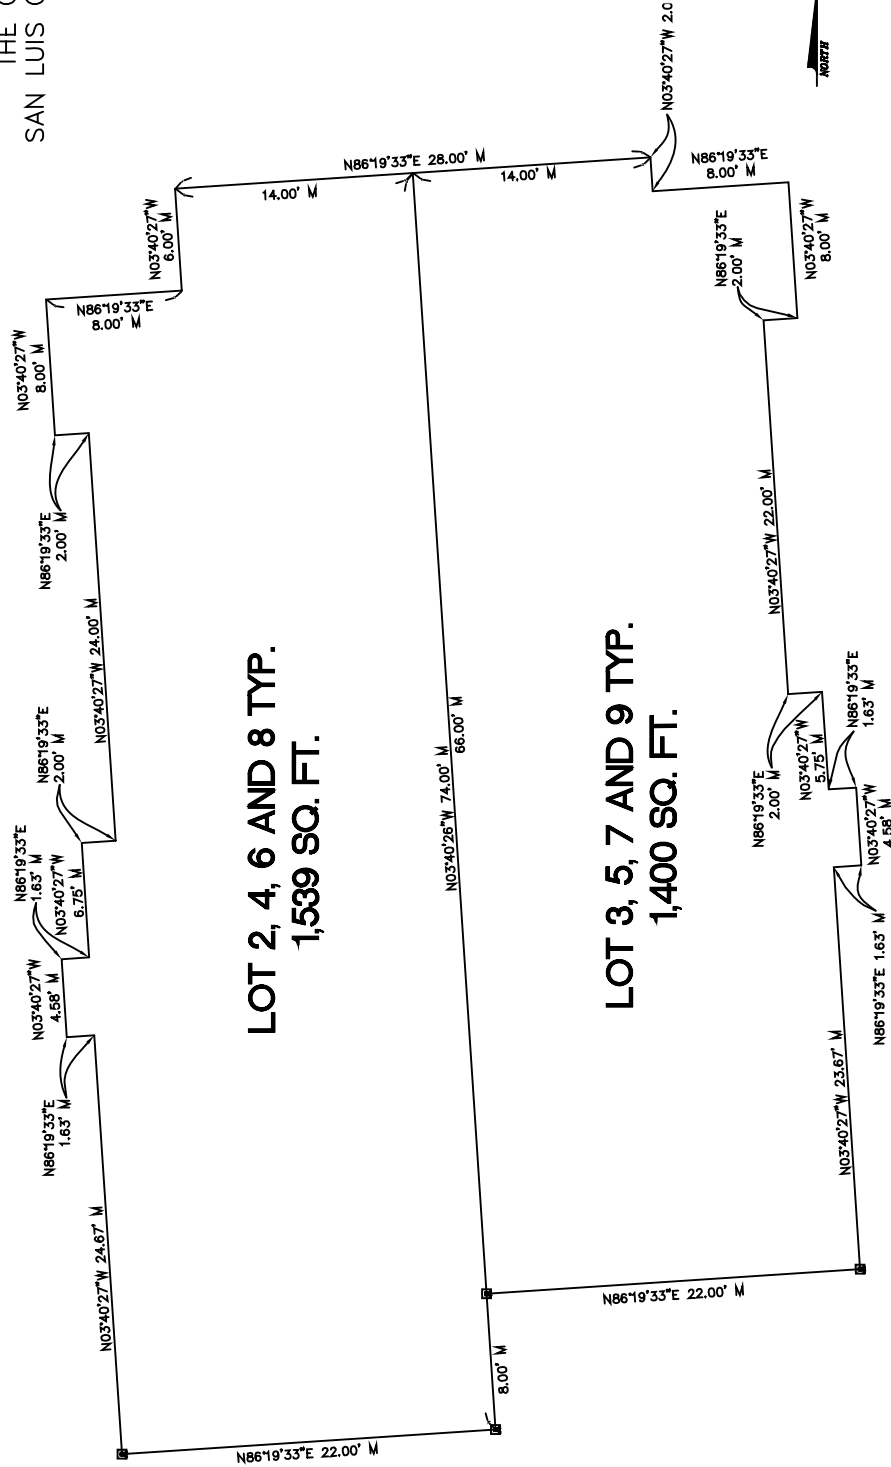 THE
SAN LUIS
N03°40'27"W 2.0
NORTH
N86°19'33"E 28.00' M
14.00' M
14.00' M
N86°19'33"E
8.00' M
N03°40'27"W
6.00' M
N86°19'33"E
2.00' M
N03°40'27"W
8.00' M
N86°19'33"E
8.00' M
N03°40'27"W
8.00' M
N86°19'33"E
2.00' M
N03°40'27"W 22.00' M
N03°40'27"W 24.00' M
LOT 2, 4, 6 AND 8 TYP.
1,539 SQ. FT.
LOT 3, 5, 7 AND 9 TYP.
1,400 SQ. FT.
N86°19'33"E
2.00' M
N86°19'33"E
1.63' M
N03°40'27"W
6.75' M
N03°40'26"W 74.00' M
66.00' M
N86°19'33"E
2.00' M
N03°40'27"W
5.75' M
N86°19'33"E
1.63' M
N03°40'27"W
4.58' M
N03°40'27"W
4.58' M
N86°19'33"E 1.63' M
N86°19'33"E
1.63' M
N03°40'27"W 23.67' M
N03°40'27"W 24.67' M
N86°19'33"E 22.00' M
8.00' M
N86°19'33"E 22.00' M